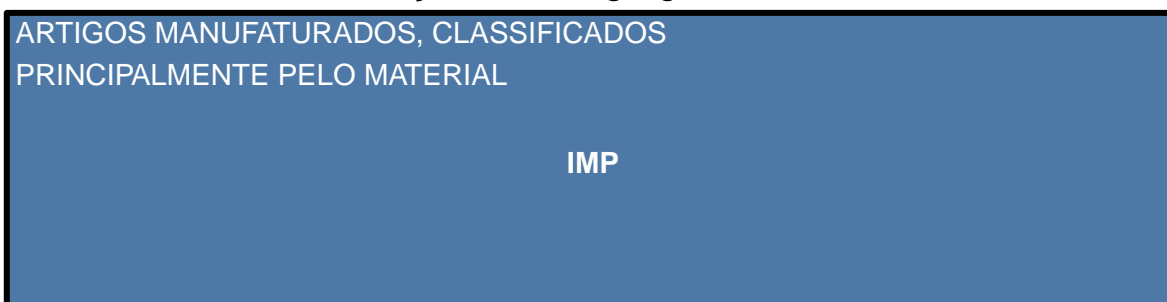 ARTIGOS MANUFATURADOS, CLASSIFICADOS
PRINCIPALMENTE PELO MATERIAL
IMP